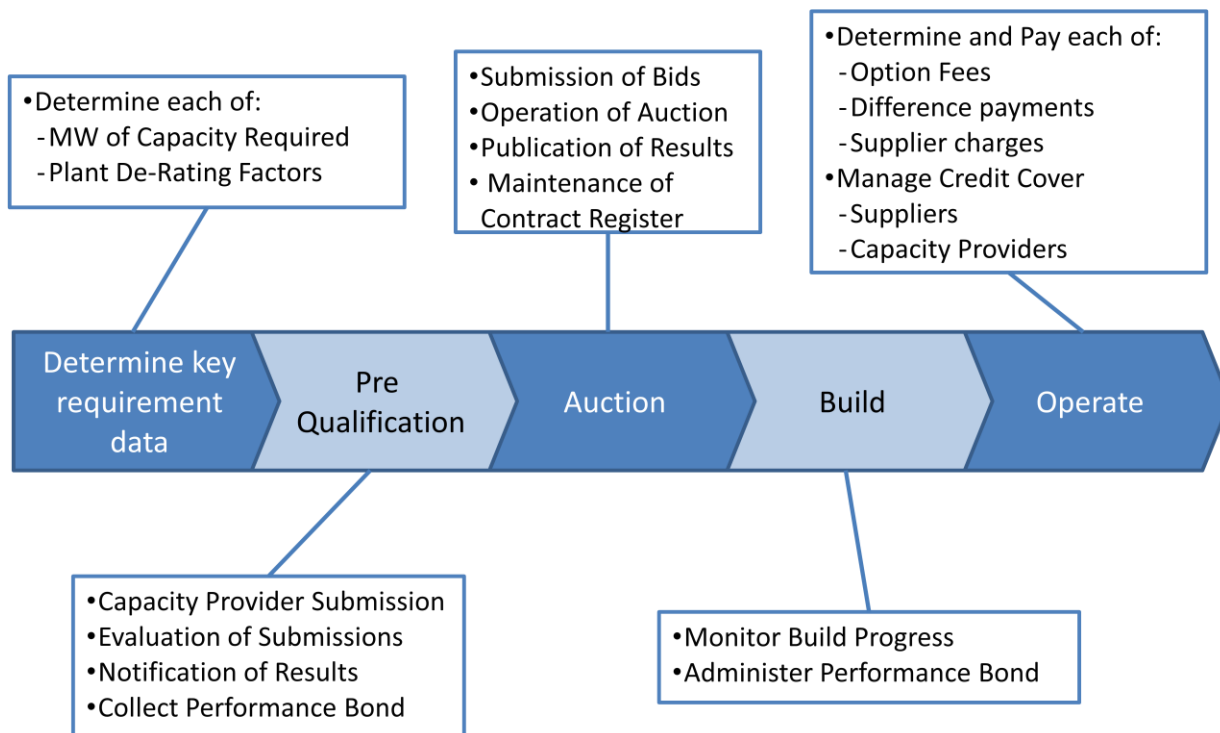 •Determine each of:
-MW of Capacity Required
-Plant De-Rating Factors
•Submission of Bids
•Operation of Auction
•Publication of Results
• Maintenance of
Contract Register
•Determine and Pay each of:
-Option Fees
-Difference payments
-Supplier charges
•Manage Credit Cover
-Suppliers
-Capacity Providers
Determine key
requirement
data
Pre
Qualification
Auction
Build
Operate
•Capacity Provider Submission
•Evaluation of Submissions
•Notification of Results
•Collect Performance Bond
•Monitor Build Progress
•Administer Performance Bond